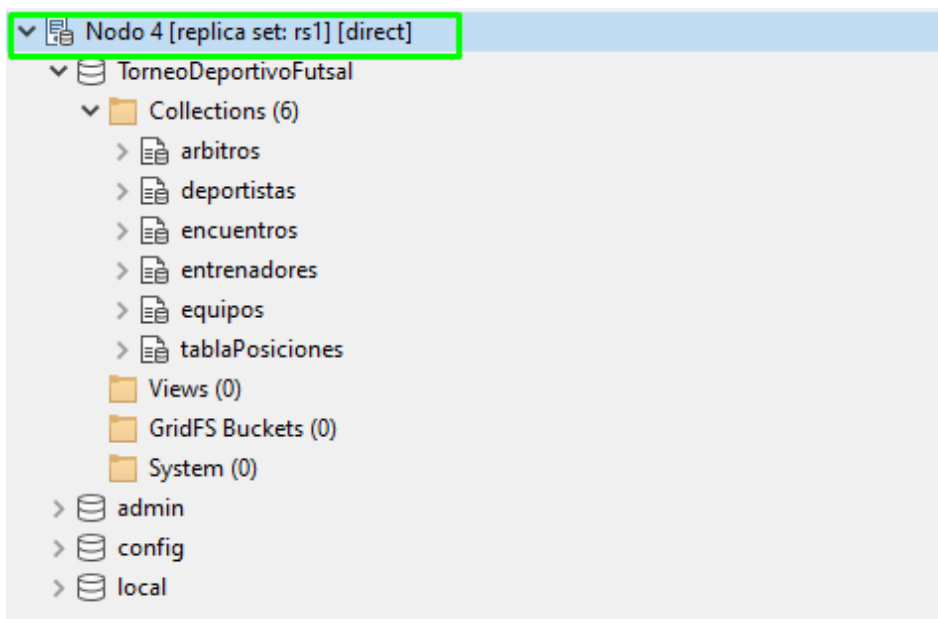 Nodo 4 [replica set: rs1] [direct]
TorneoDeportivoFutsal
Collections (6)
arbitros
deportistas
encuentros
entrenadores
equipos
tablaPosiciones
Views (0)
GridFS Buckets (0)
System (0)
admin
config
local